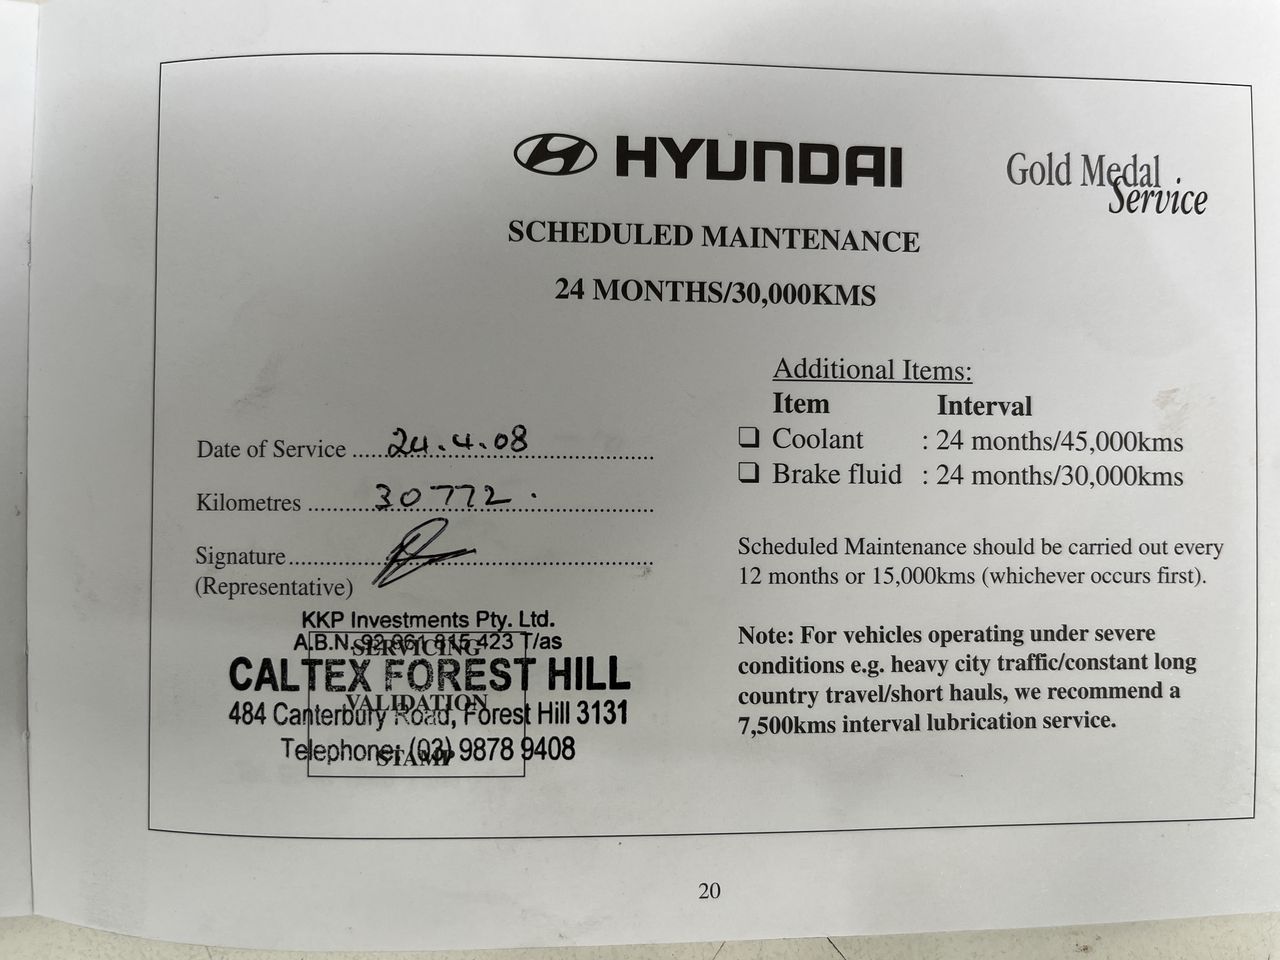 HYUNDAI
Gold Medal
Service
SCHEDULED MAINTENANCE
24 MONTHS/30,000KMS
Date of Service ..... 24.4.08
Kilometres ..... 30772.
Signature.....
(Representative)
KKP Investments Pty. Ltd.
A.B.N. 92 861 815 423 T/as
SERVICING
CALTEX FOREST HILL
VALIDATION
484 Canterbury Road, Forest Hill 3131
Telephone: (03) 9878 9408
STAMP
Additional Items:
Item Interval
❏ Coolant : 24 months/45,000kms
❏ Brake fluid : 24 months/30,000kms
Scheduled Maintenance should be carried out every
12 months or 15,000kms (whichever occurs first).
Note: For vehicles operating under severe
conditions e.g. heavy city traffic/constant long
country travel/short hauls, we recommend a
7,500kms interval lubrication service.
20